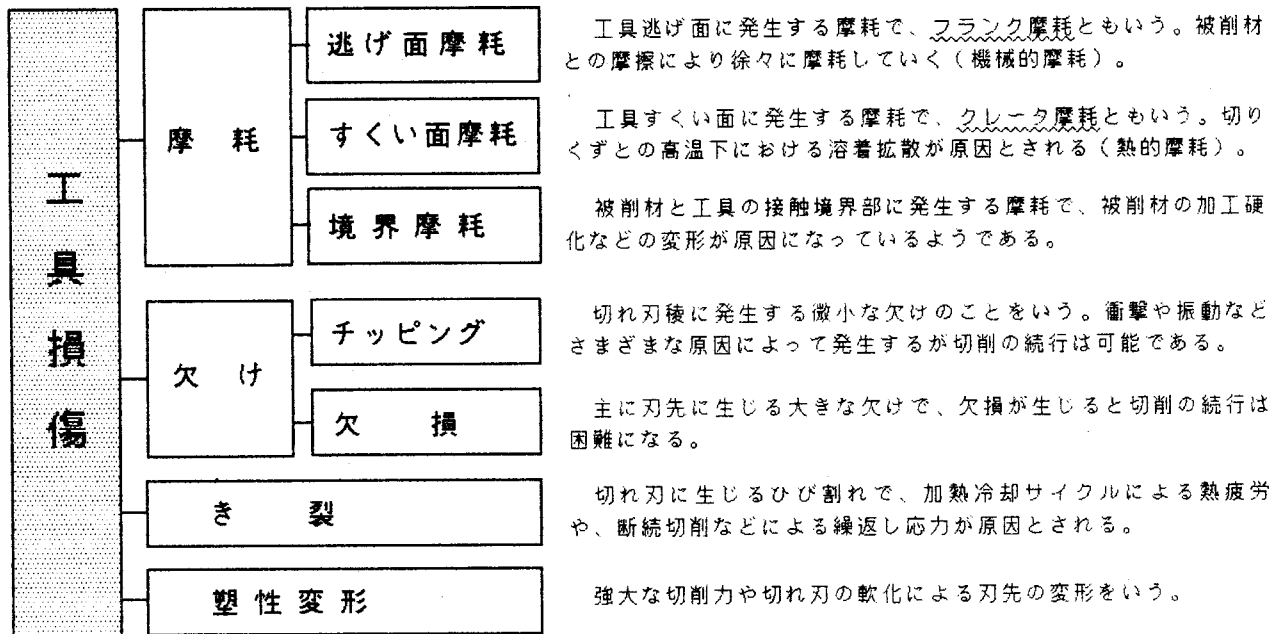 工具損傷
摩耗
逃げ面摩耗
工具逃げ面に発生する摩耗で、フランク摩耗ともいう。被削材
との摩擦により徐々に摩耗していく（機械的摩耗）。
すくい面摩耗
工具すくい面に発生する摩耗で、クレータ摩耗ともいう。切り
くずとの高温下における溶着拡散が原因とされる（熱的摩耗）。
境界摩耗
被削材と工具の接触境界部に発生する摩耗で、被削材の加工硬
化などの変形が原因になっているようである。
欠け
チッピング
切れ刃稜に発生する微小な欠けのことをいう。衝撃や振動など
さまざまな原因によって発生するが切削の続行は可能である。
欠損
主に刃先に生じる大きな欠けで、欠損が生じると切削の続行は
困難になる。
き裂
切れ刃に生じるひび割れで、加熱冷却サイクルによる熱疲労
や、断続切削などによる繰返し応力が原因とされる。
塑性変形
強大な切削力や切れ刃の軟化による刃先の変形をいう。